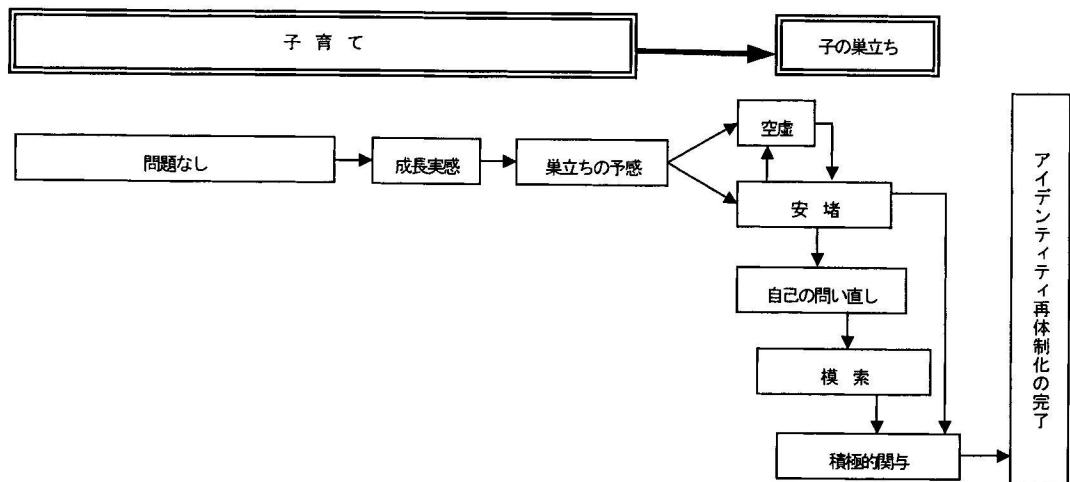 子 育 て
子の巣立ち
問題なし
成長実感
巣立ちの予感
空虚
安 堵
自己の問い直し
模 索
積極的関与
アイデンティティ再体制化の完了